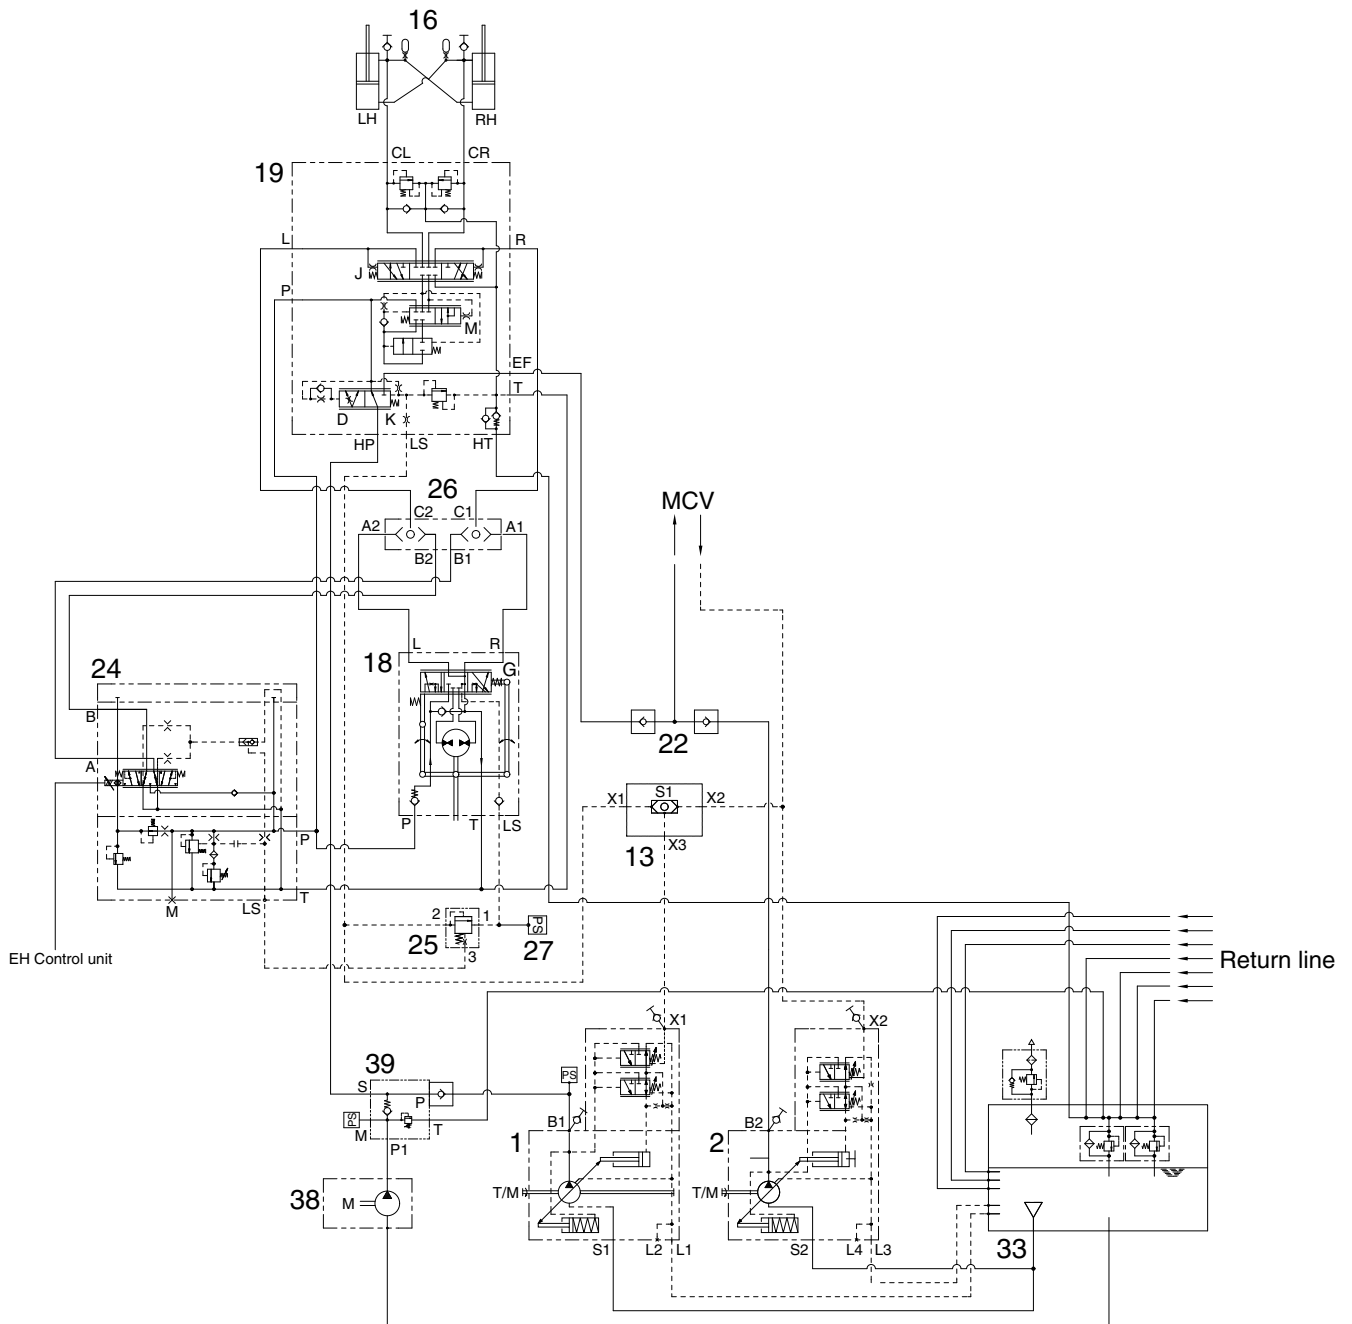 16
LH RH
CL CR
19
L R
J
P
M
EF
T
D K
HP LS HT
26
MCV
C2 C1
A2 A1
B2 B1
L R
18 G
24
B
22
A
S1
X1 X2
P T LS
13 X3
P
T
M LS
2 1
25 27
PS
3
EH Control unit
Return line
X1 X2
39
PS
S P
PS
M T
B1 B2
P1 1 2
38
M T/M T/M
S1 L2 L1 S2 L4 L3 33